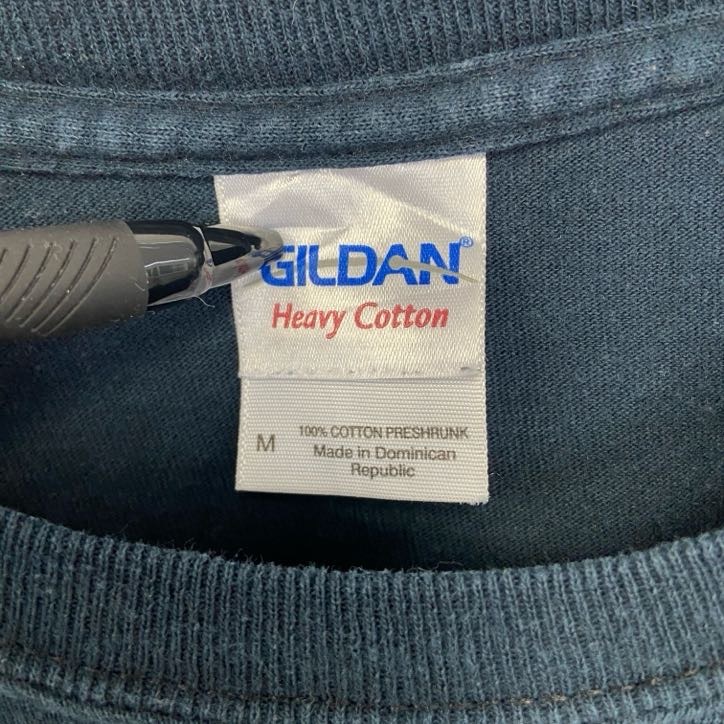 GILDAN®
Heavy Cotton
M
100% COTTON PRESHRUNK
Made in Dominican
Republic